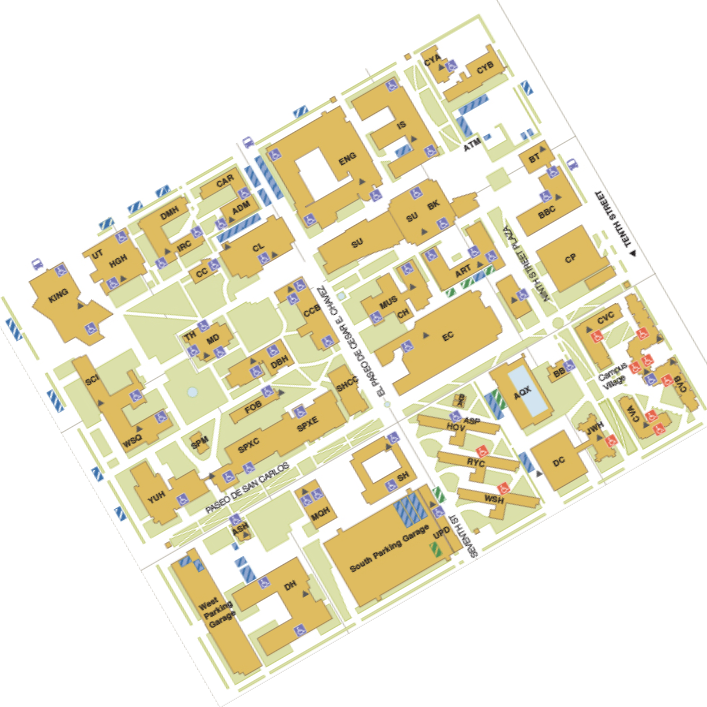 CYA
CYB
IS
ENG
ATM
BT
CAR
ADM
DMH
IRC
UT
HGH
CL
CC
SU
SU
BK
BBC
TENTH STREET
KING
CP
ART
NINTH STREET PLAZA
MUS
CH
CCB
EL PASEO DE CESAR E. CHAVEZ
EC
TH
MD
DBH
CVC
Campus
Village
CVB
CVA
SCI
WSQ
FOB
SHCC
SPXE
SPXC
SPM
AQX
BB
HOV
ASP
RYC
WSH
JWH
DC
YUH
PASEO DE SAN CARLOS
SH
MQH
ASH
South Parking Garage
UPD
SEVENTH ST
West
Parking
Garage
DH